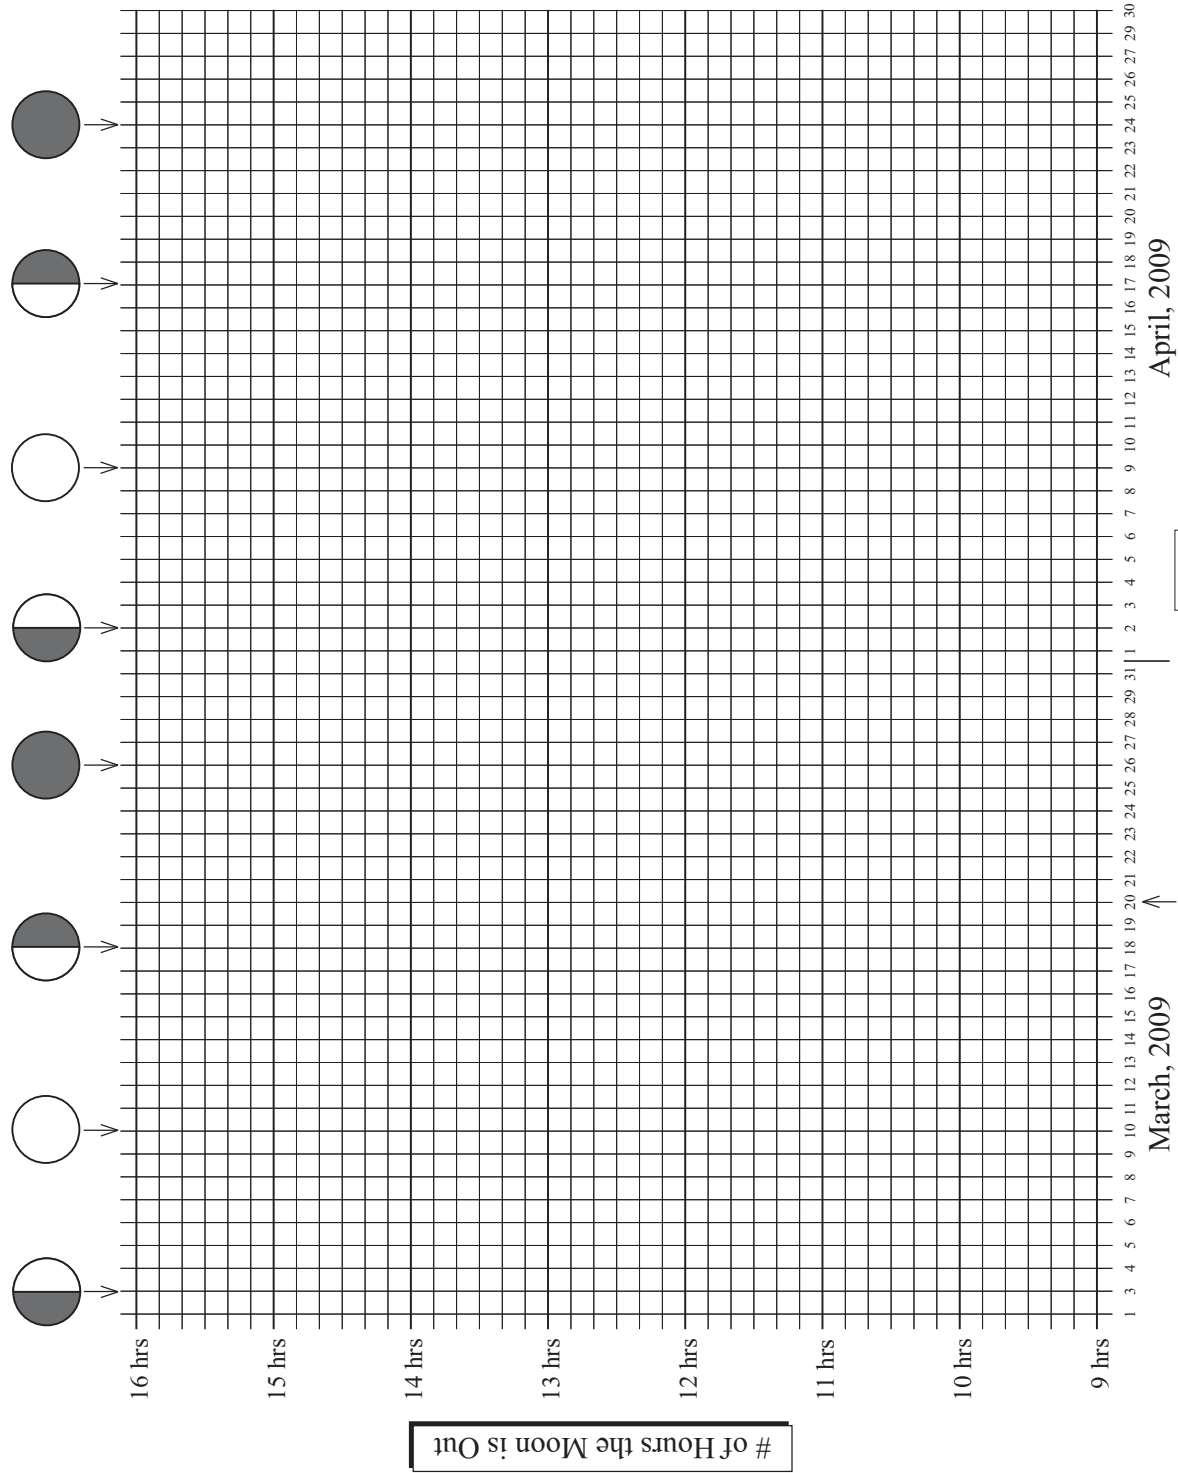 # of Hours the Moon is Out
16 hrs
15 hrs
14 hrs
13 hrs
12 hrs
11 hrs
10 hrs
9 hrs
1 3 4 5 6 7 8 9 10 11 12 13 14 15 16 17 18 19 20 21 22 23 24 25 26 27 28 29 31 1 2 3 4 5 6 7 8 9 10 11 12 13 14 15 16 17 18 19 20 21 22 23 24 25 26 27 29 30
March, 2009 April, 2009